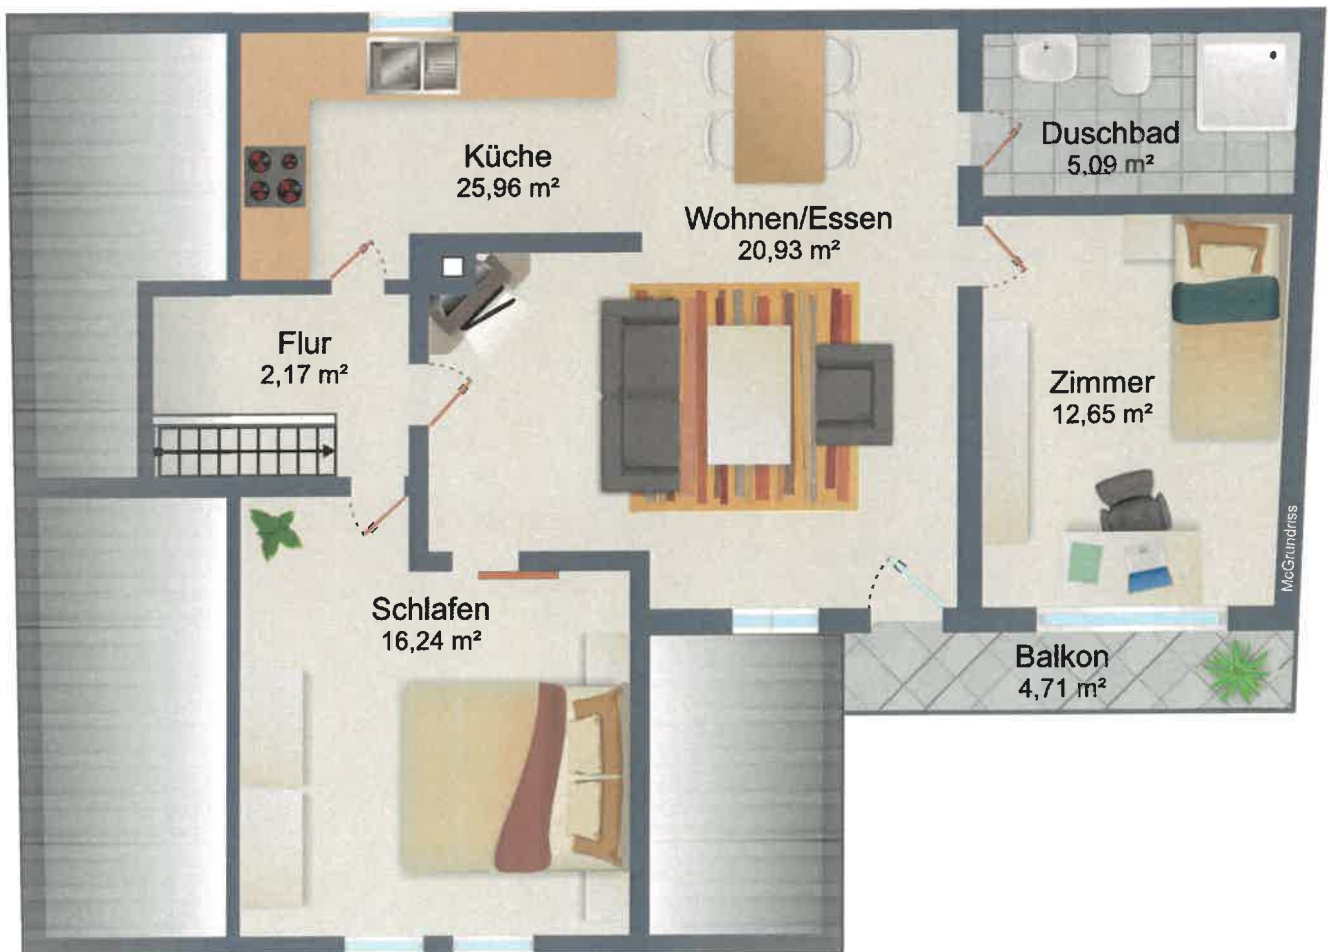 Küche
25,96 m²
Duschbad
5,09 m²
Wohnen/Essen
20,93 m²
Flur
2,17 m²
Zimmer
12,65 m²
McGrundriss
Schlafen
16,24 m²
Balkon
4,71 m²